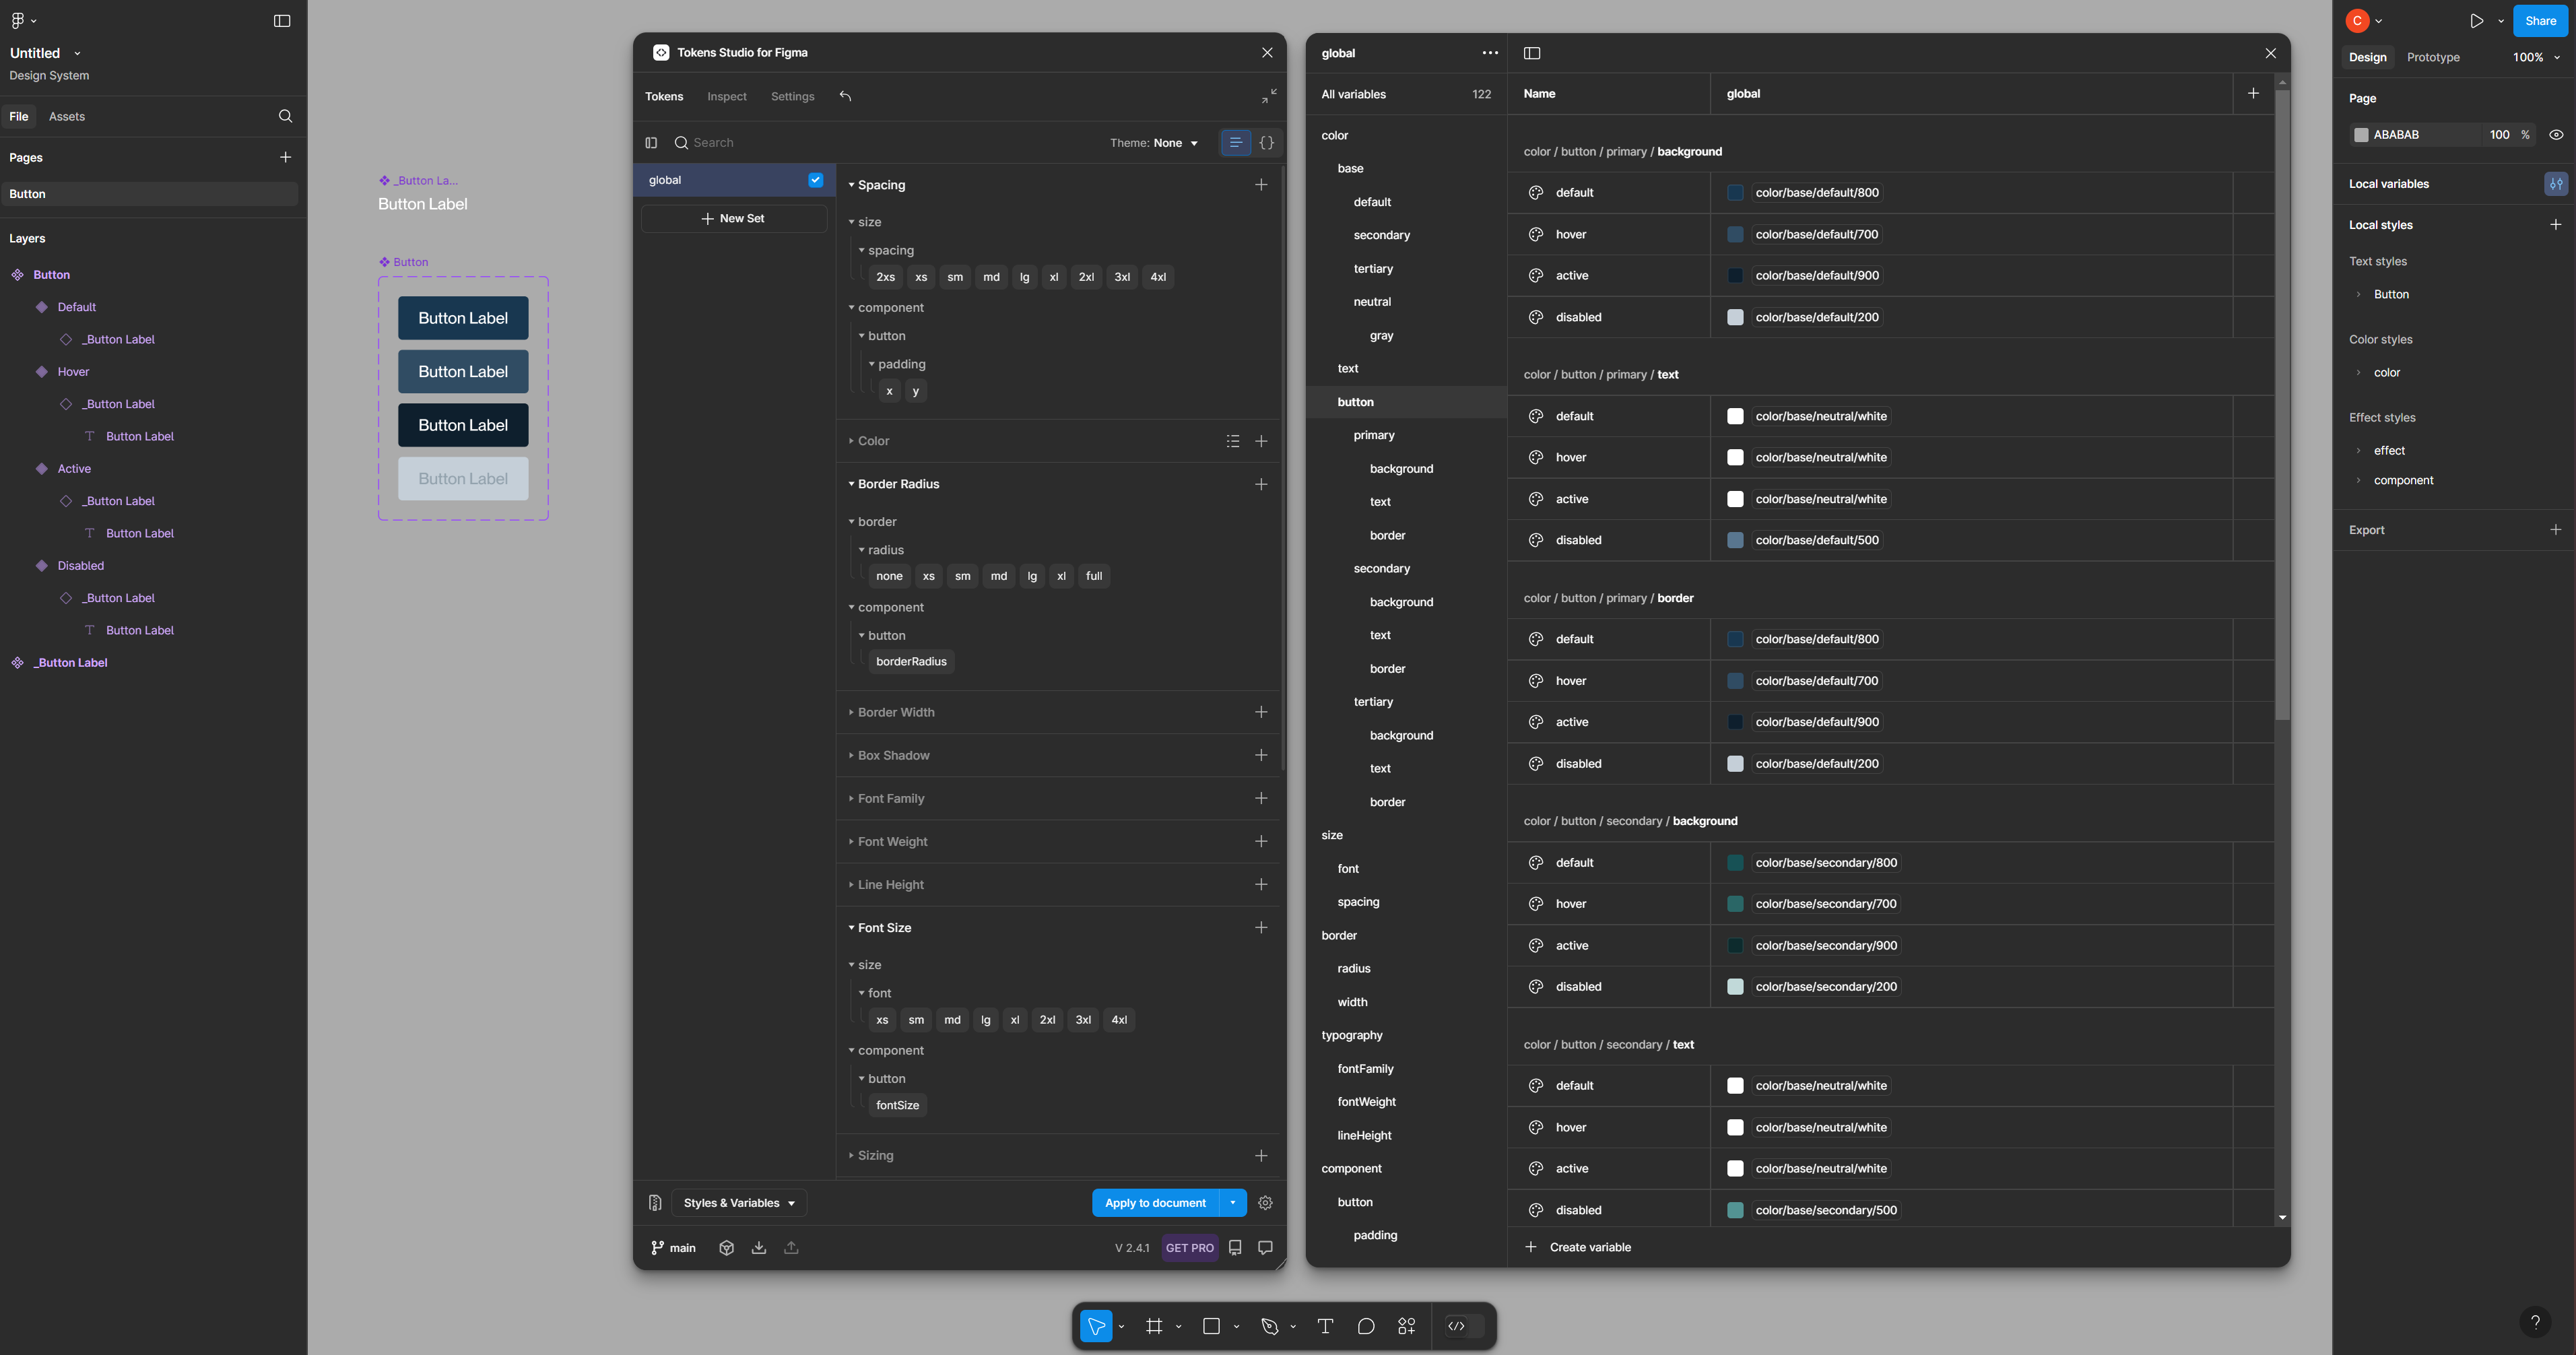 Untitled
Design System
File Assets
Pages
Button
Layers
Button
Default
_Button Label
Hover
_Button Label
T Button Label
Active
_Button Label
T Button Label
Disabled
_Button Label
T Button Label
_Button Label
_Button La...
Button Label
Button
Button Label
Button Label
Button Label
Button Label
Tokens Studio for Figma
Tokens Inspect Settings
Search Theme: None
global
New Set
Spacing
size
spacing
2xs xs sm md lg xl 2xl 3xl 4xl
component
button
padding
x y
Color
Border Radius
border
radius
none xs sm md lg xl full
component
button
borderRadius
Border Width
Box Shadow
Font Family
Font Weight
Line Height
Font Size
size
font
xs sm md lg xl 2xl 3xl 4xl
component
button
fontSize
Sizing
Styles & Variables Apply to document
main V 2.4.1 GET PRO
global
All variables 122
color
base
default
secondary
tertiary
neutral
gray
text
button
primary
background
text
border
secondary
background
text
border
tertiary
background
text
border
size
font
spacing
border
radius
width
typography
fontFamily
fontWeight
lineHeight
component
button
padding
Name global
color / button / primary / background
default color/base/default/800
hover color/base/default/700
active color/base/default/900
disabled color/base/default/200
color / button / primary / text
default color/base/neutral/white
hover color/base/neutral/white
active color/base/neutral/white
disabled color/base/default/500
color / button / primary / border
default color/base/default/800
hover color/base/default/700
active color/base/default/900
disabled color/base/default/200
color / button / secondary / background
default color/base/secondary/800
hover color/base/secondary/700
active color/base/secondary/900
disabled color/base/secondary/200
color / button / secondary / text
default color/base/neutral/white
hover color/base/neutral/white
active color/base/neutral/white
disabled color/base/secondary/500
Create variable
C Share
Design Prototype 100%
Page
ABABAB 100 %
Local variables
Local styles
Text styles
Button
Color styles
color
Effect styles
effect
component
Export
?